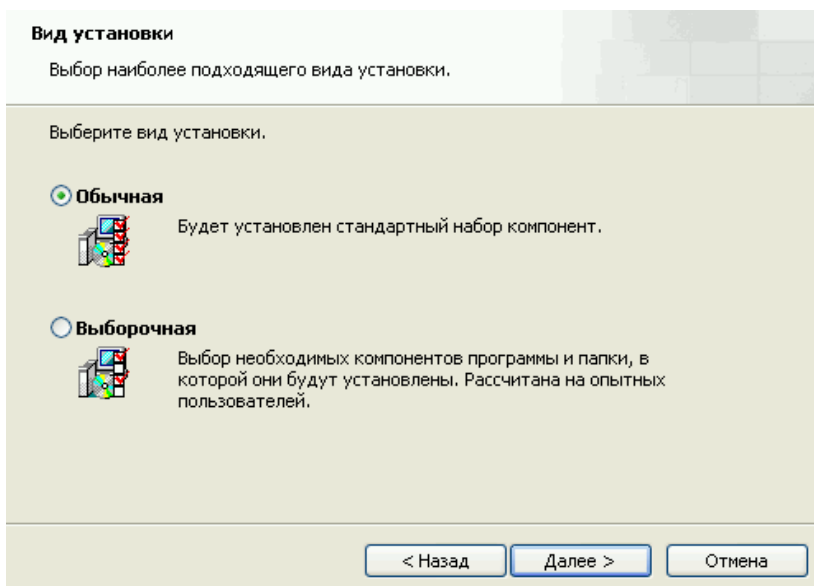 Вид установки
Выбор наиболее подходящего вида установки.
Выберите вид установки.
Обычная
Будет установлен стандартный набор компонент.
Выборочная
Выбор необходимых компонентов программы и папки, в
которой они будут установлены. Рассчитана на опытных
пользователей.
< Назад Далее > Отмена